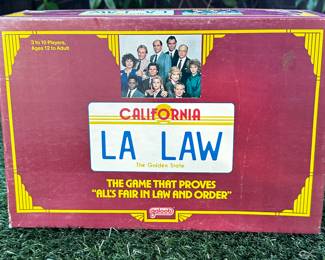 3 to 10 Players,
Ages 12 to Adult
CALIFORNIA
LA LAW
The Golden State
THE GAME THAT PROVES
"ALL'S FAIR IN LAW AND ORDER"
galoob